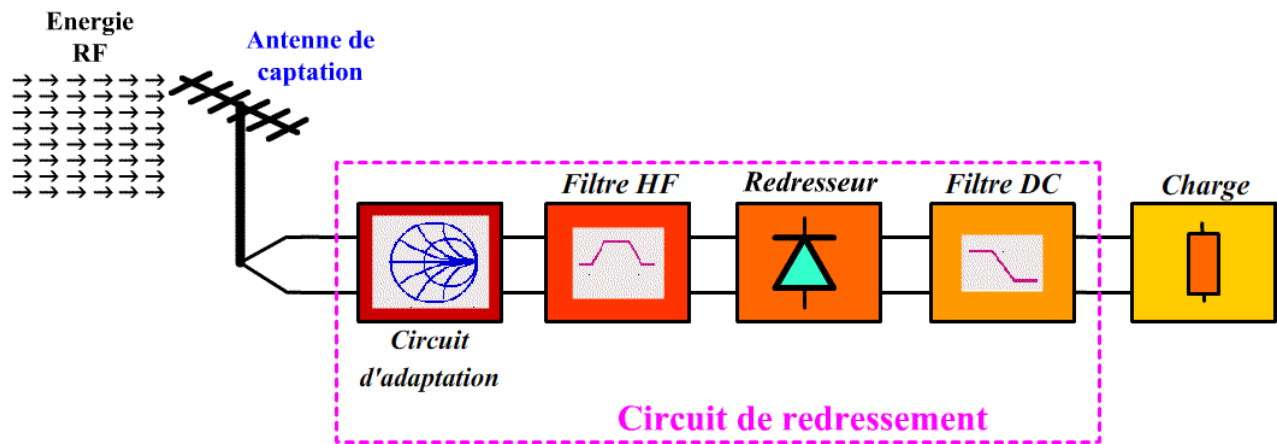 Energie
RF
Antenne de
captation
Filtre HF
Redresseur
Filtre DC
Charge
Circuit
d'adaptation
Circuit de redressement